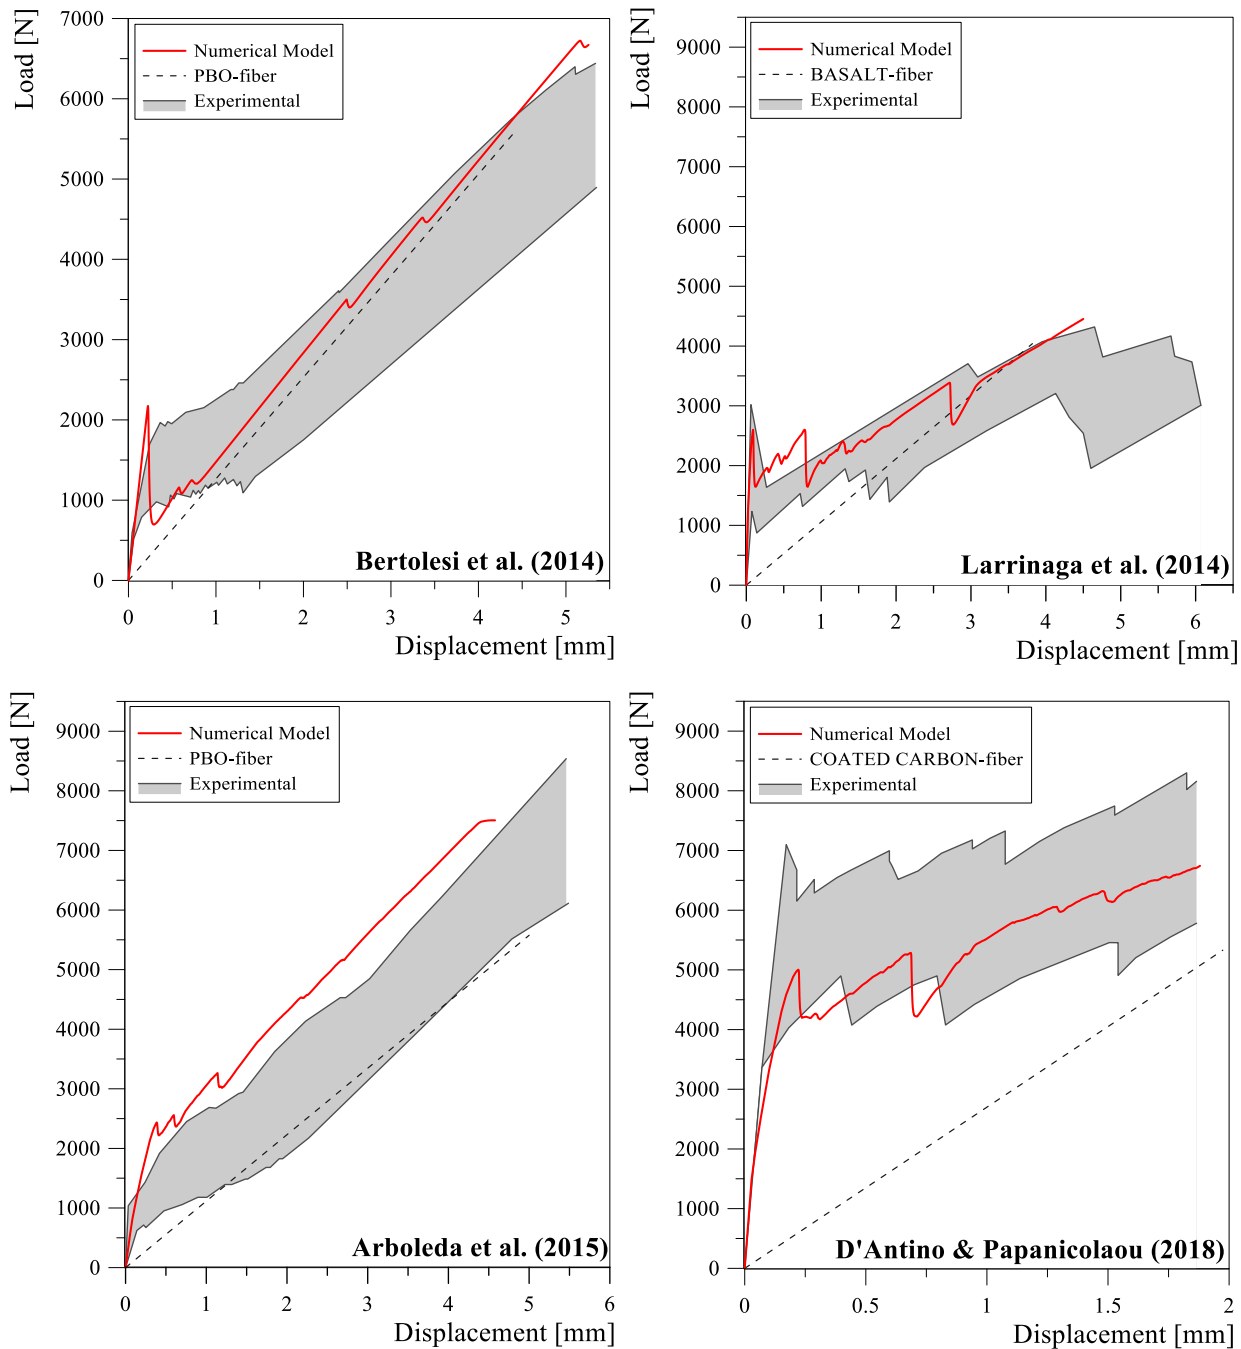 Load [N]
7000
6000
5000
4000
3000
2000
1000
0
Numerical Model
PBO-fiber
Experimental
Bertolesi et al. (2014)
0
1
2
3
4
5
Displacement [mm]
Load [N]
9000
8000
7000
6000
5000
4000
3000
2000
1000
0
Numerical Model
BASALT-fiber
Experimental
Larrinaga et al. (2014)
0
1
2
3
4
5
6
Displacement [mm]
Load [N]
9000
8000
7000
6000
5000
4000
3000
2000
1000
0
Numerical Model
PBO-fiber
Experimental
Arboleda et al. (2015)
0
1
2
3
4
5
6
Displacement [mm]
Load [N]
9000
8000
7000
6000
5000
4000
3000
2000
1000
0
Numerical Model
COATED CARBON-fiber
Experimental
D'Antino & Papanicolaou (2018)
0
0.5
1
1.5
2
Displacement [mm]